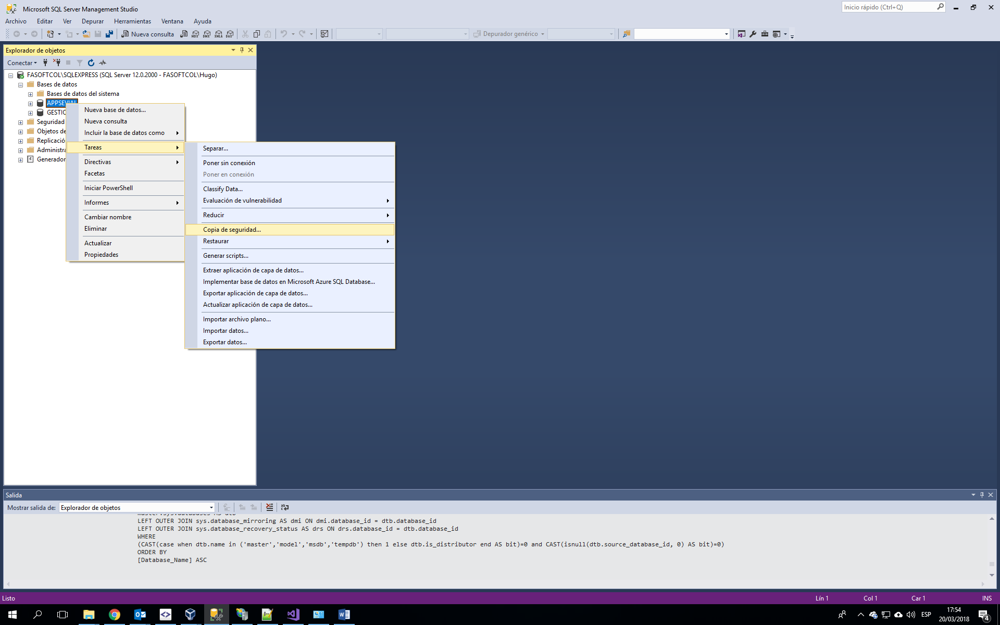 Microsoft SQL Server Management Studio
Inicio rápido (Ctrl+Q)
Archivo Editar Ver Depurar Herramientas Ventana Ayuda
Nueva consulta MDX DMX XMLA DAX Depurador genérico
Explorador de objetos
Conectar
FASOFTCOL\SQLEXPRESS (SQL Server 12.0.2000 - FASOFTCOL\Hugo)
Bases de datos
Bases de datos del sistema
APPSEVIAL
GESTIC
Seguridad
Objetos de
Replicació
Administra
Generador
Nueva base de datos...
Nueva consulta
Incluir la base de datos como
Tareas
Directivas
Facetas
Iniciar PowerShell
Informes
Cambiar nombre
Eliminar
Actualizar
Propiedades
Separar...
Poner sin conexión
Poner en conexión
Classify Data...
Evaluación de vulnerabilidad
Reducir
Copia de seguridad...
Restaurar
Generar scripts...
Extraer aplicación de capa de datos...
Implementar base de datos en Microsoft Azure SQL Database...
Exportar aplicación de capa de datos...
Actualizar aplicación de capa de datos...
Importar archivo plano...
Importar datos...
Exportar datos...
Salida
Mostrar salida de: Explorador de objetos
master.sys.databases AS dtb
LEFT OUTER JOIN sys.database_mirroring AS dmi ON dmi.database_id = dtb.database_id
LEFT OUTER JOIN sys.database_recovery_status AS drs ON drs.database_id = dtb.database_id
WHERE
(CAST(case when dtb.name in ('master','model','msdb','tempdb') then 1 else dtb.is_distributor end AS bit)=0 and CAST(isnull(dtb.source_database_id, 0) AS bit)=0)
ORDER BY
[Database_Name] ASC
Listo Lín 1 Col 1 Car 1 INS
ESP 17:54
20/03/2018
4